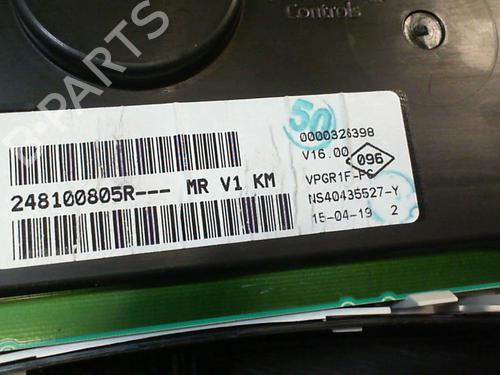 Controls
B-PARTS
50
0000326398
V16.00
096
248100805R--- MR V1 KM
VPGR1F-PC
NS40435527-Y
15-04-19 2